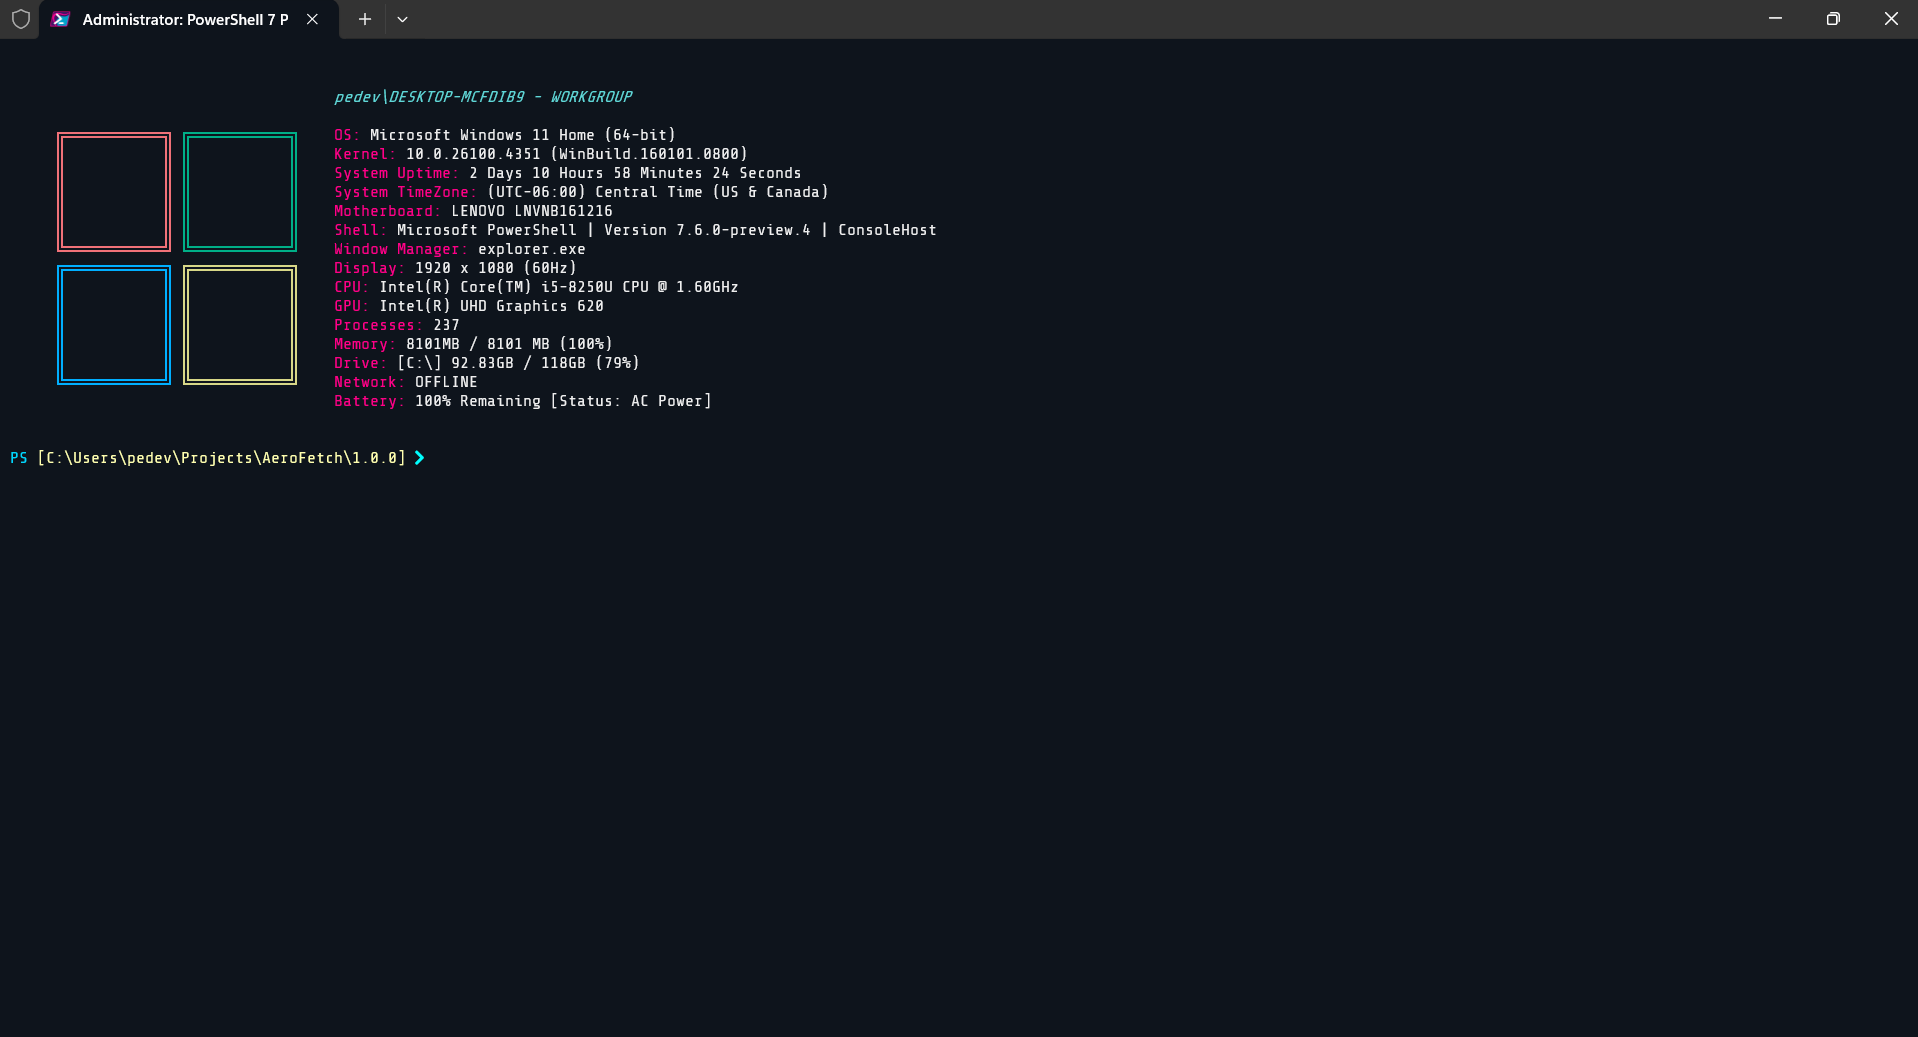 Administrator: PowerShell 7 P
pedev\DESKTOP-MCFDIB9 - WORKGROUP
OS: Microsoft Windows 11 Home (64-bit)
Kernel: 10.0.26100.4351 (WinBuild.160101.0800)
System Uptime: 2 Days 10 Hours 58 Minutes 24 Seconds
System TimeZone: (UTC-06:00) Central Time (US & Canada)
Motherboard: LENOVO LNVNB161216
Shell: Microsoft PowerShell | Version 7.6.0-preview.4 | ConsoleHost
Window Manager: explorer.exe
Display: 1920 x 1080 (60Hz)
CPU: Intel(R) Core(TM) i5-8250U CPU @ 1.60GHz
GPU: Intel(R) UHD Graphics 620
Processes: 237
Memory: 8101MB / 8101 MB (100%)
Drive: [C:\] 92.83GB / 118GB (79%)
Network: OFFLINE
Battery: 100% Remaining [Status: AC Power]
PS [C:\Users\pedev\Projects\AeroFetch\1.0.0] ❯